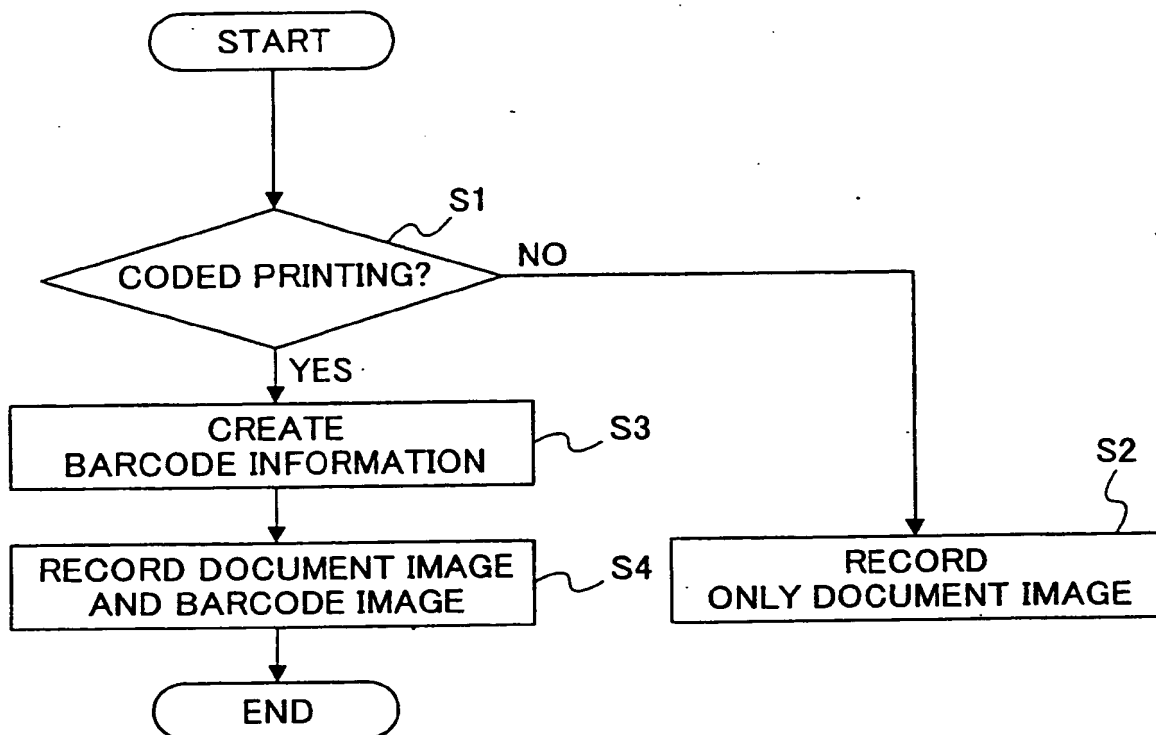 START
S1
CODED PRINTING?
NO
YES
CREATE
BARCODE INFORMATION
S3
S2
RECORD DOCUMENT IMAGE
AND BARCODE IMAGE
S4
RECORD
ONLY DOCUMENT IMAGE
END